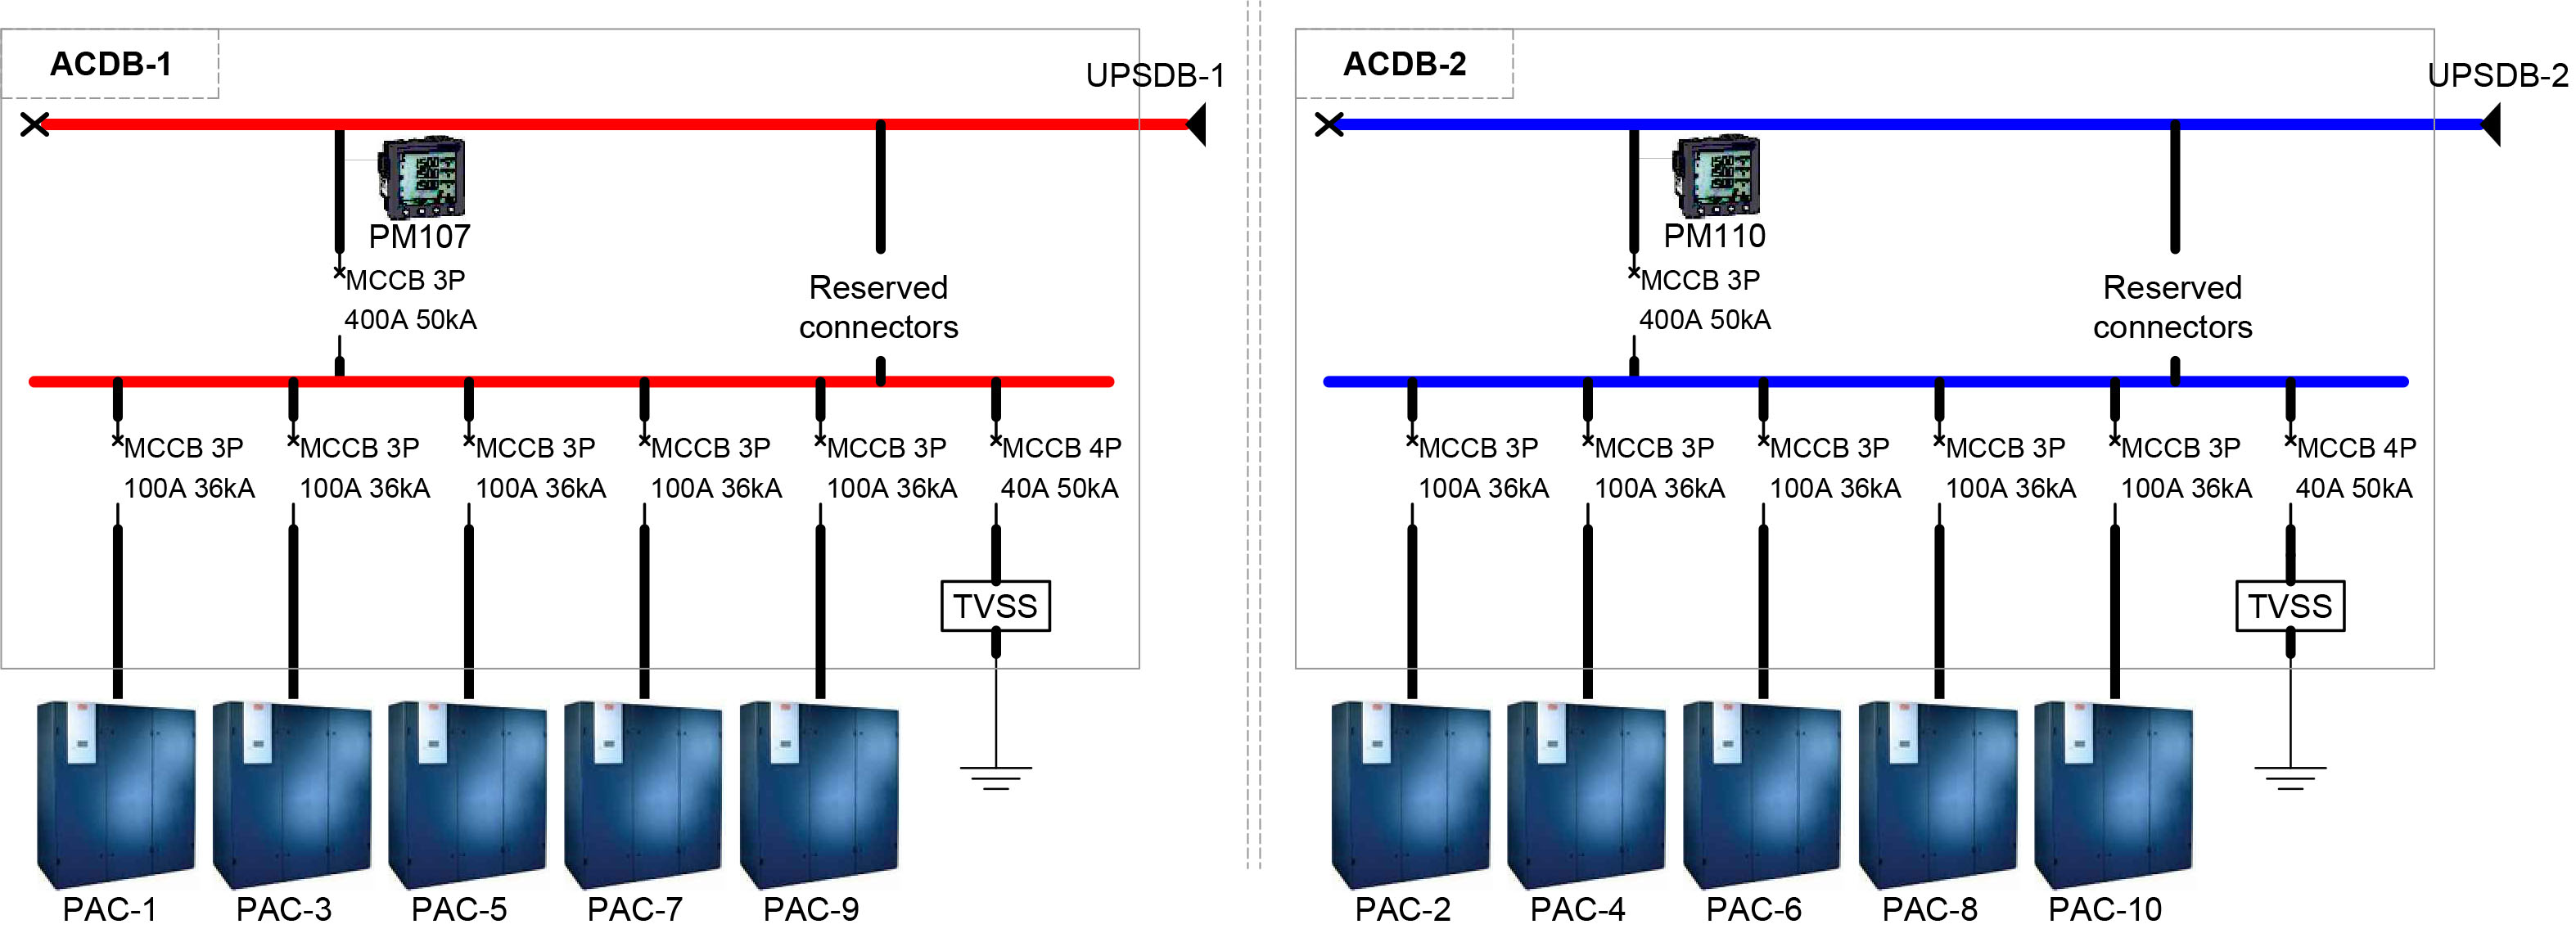 ACDB-1
UPSDB-1
PM107
MCCB 3P
400A 50kA
Reserved
connectors
MCCB 3P
100A 36kA
MCCB 3P
100A 36kA
MCCB 3P
100A 36kA
MCCB 3P
100A 36kA
MCCB 3P
100A 36kA
MCCB 4P
40A 50kA
TVSS
PAC-1
PAC-3
PAC-5
PAC-7
PAC-9
ACDB-2
UPSDB-2
PM110
MCCB 3P
400A 50kA
Reserved
connectors
MCCB 3P
100A 36kA
MCCB 3P
100A 36kA
MCCB 3P
100A 36kA
MCCB 3P
100A 36kA
MCCB 3P
100A 36kA
MCCB 4P
40A 50kA
TVSS
PAC-2
PAC-4
PAC-6
PAC-8
PAC-10